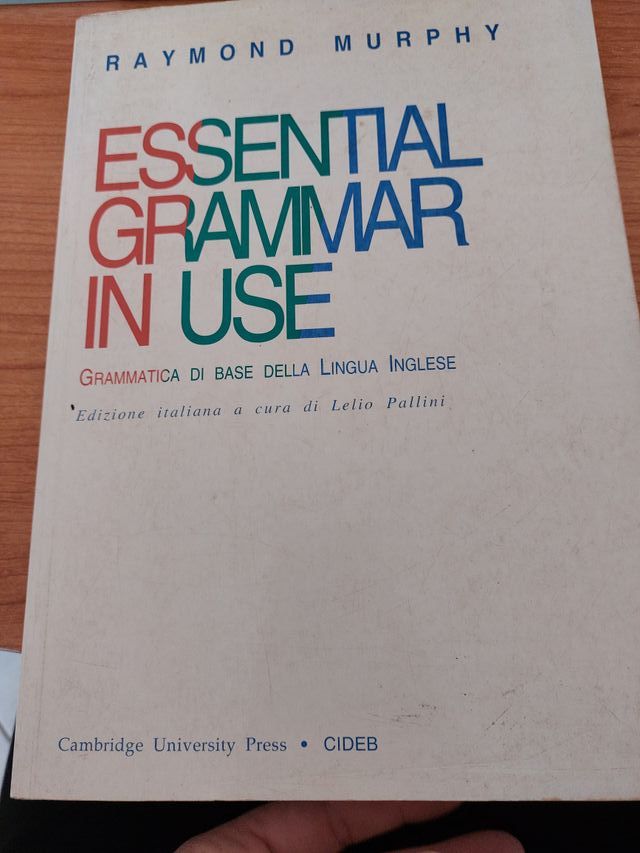 RAYMOND MURPHY
ESSENTIAL
GRAMMAR
IN USE
GRAMMATICA DI BASE DELLA LINGUA INGLESE
Edizione italiana a cura di Lelio Pallini
Cambridge University Press • CIDEB